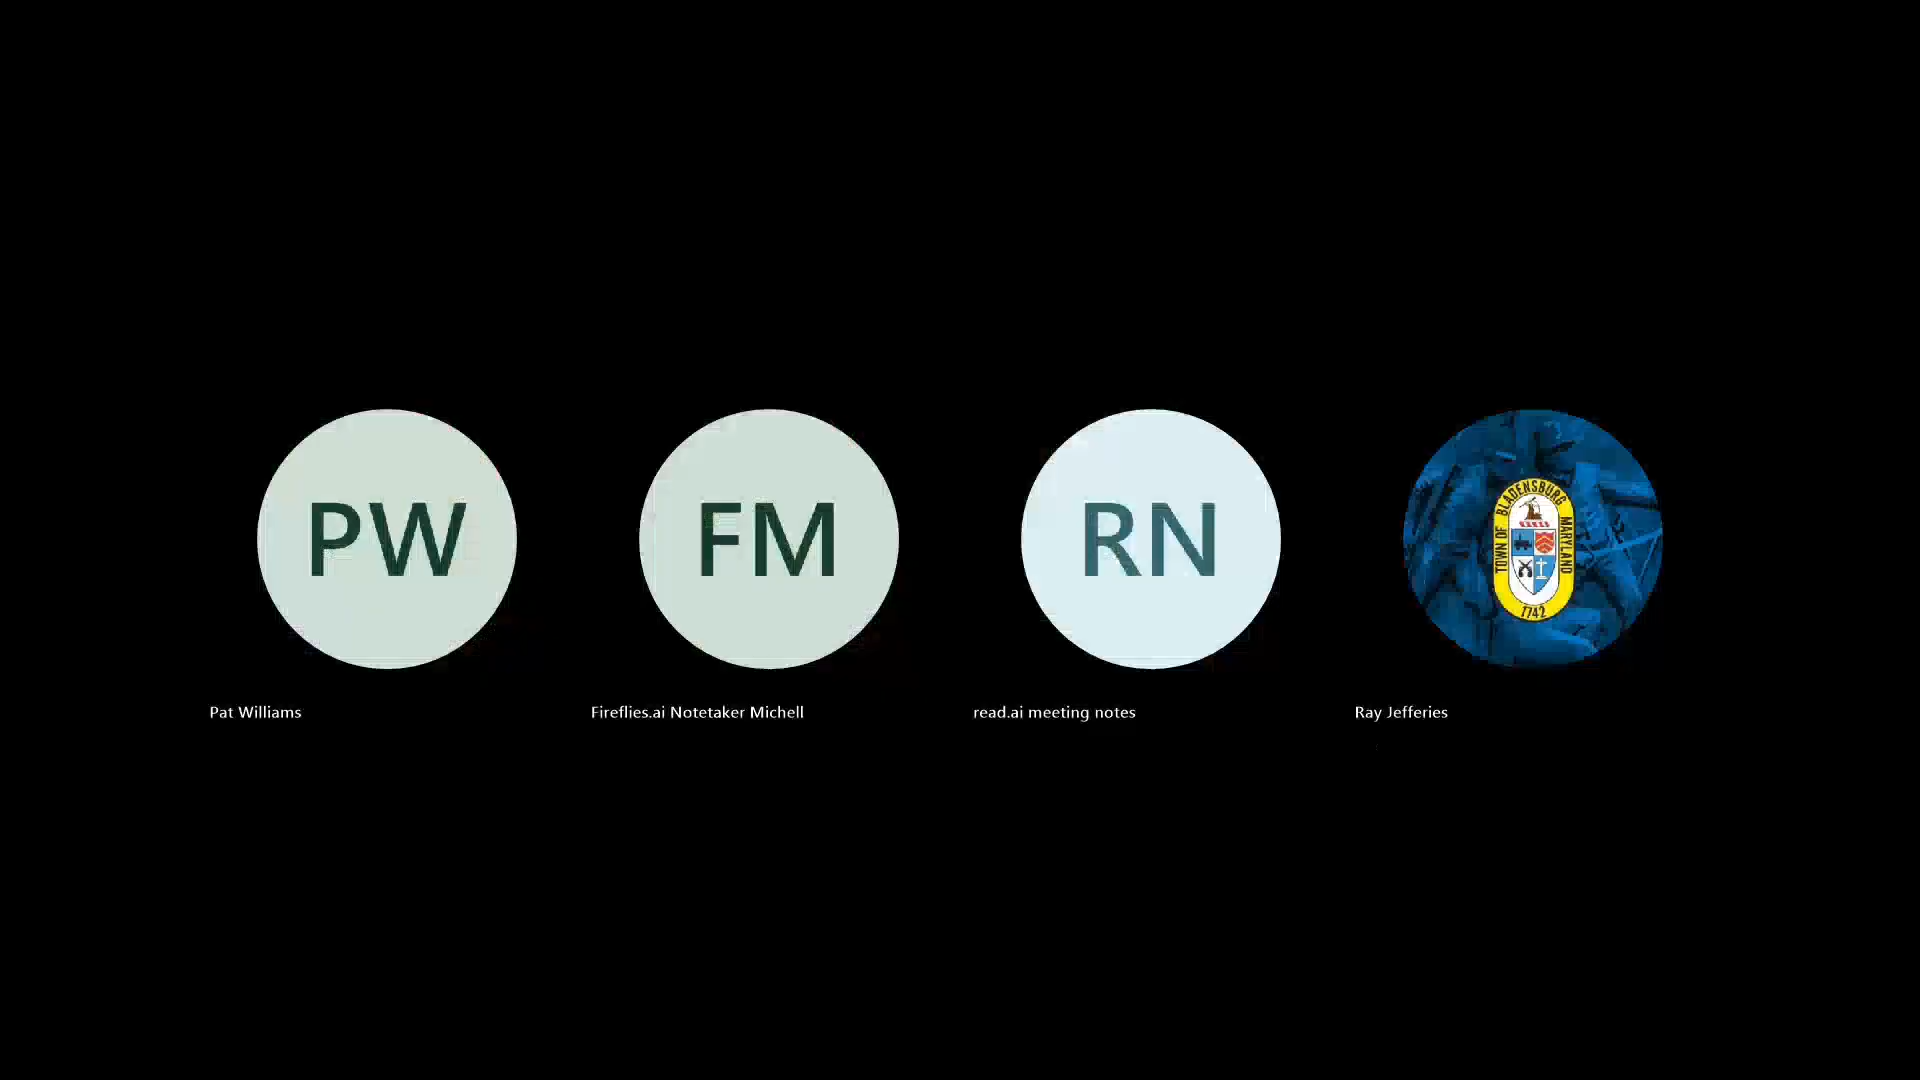 PW
FM
RN
TOWN OF BLADENSBURG MARYLAND
1742
Pat Williams
Fireflies.ai Notetaker Michell
read.ai meeting notes
Ray Jefferies